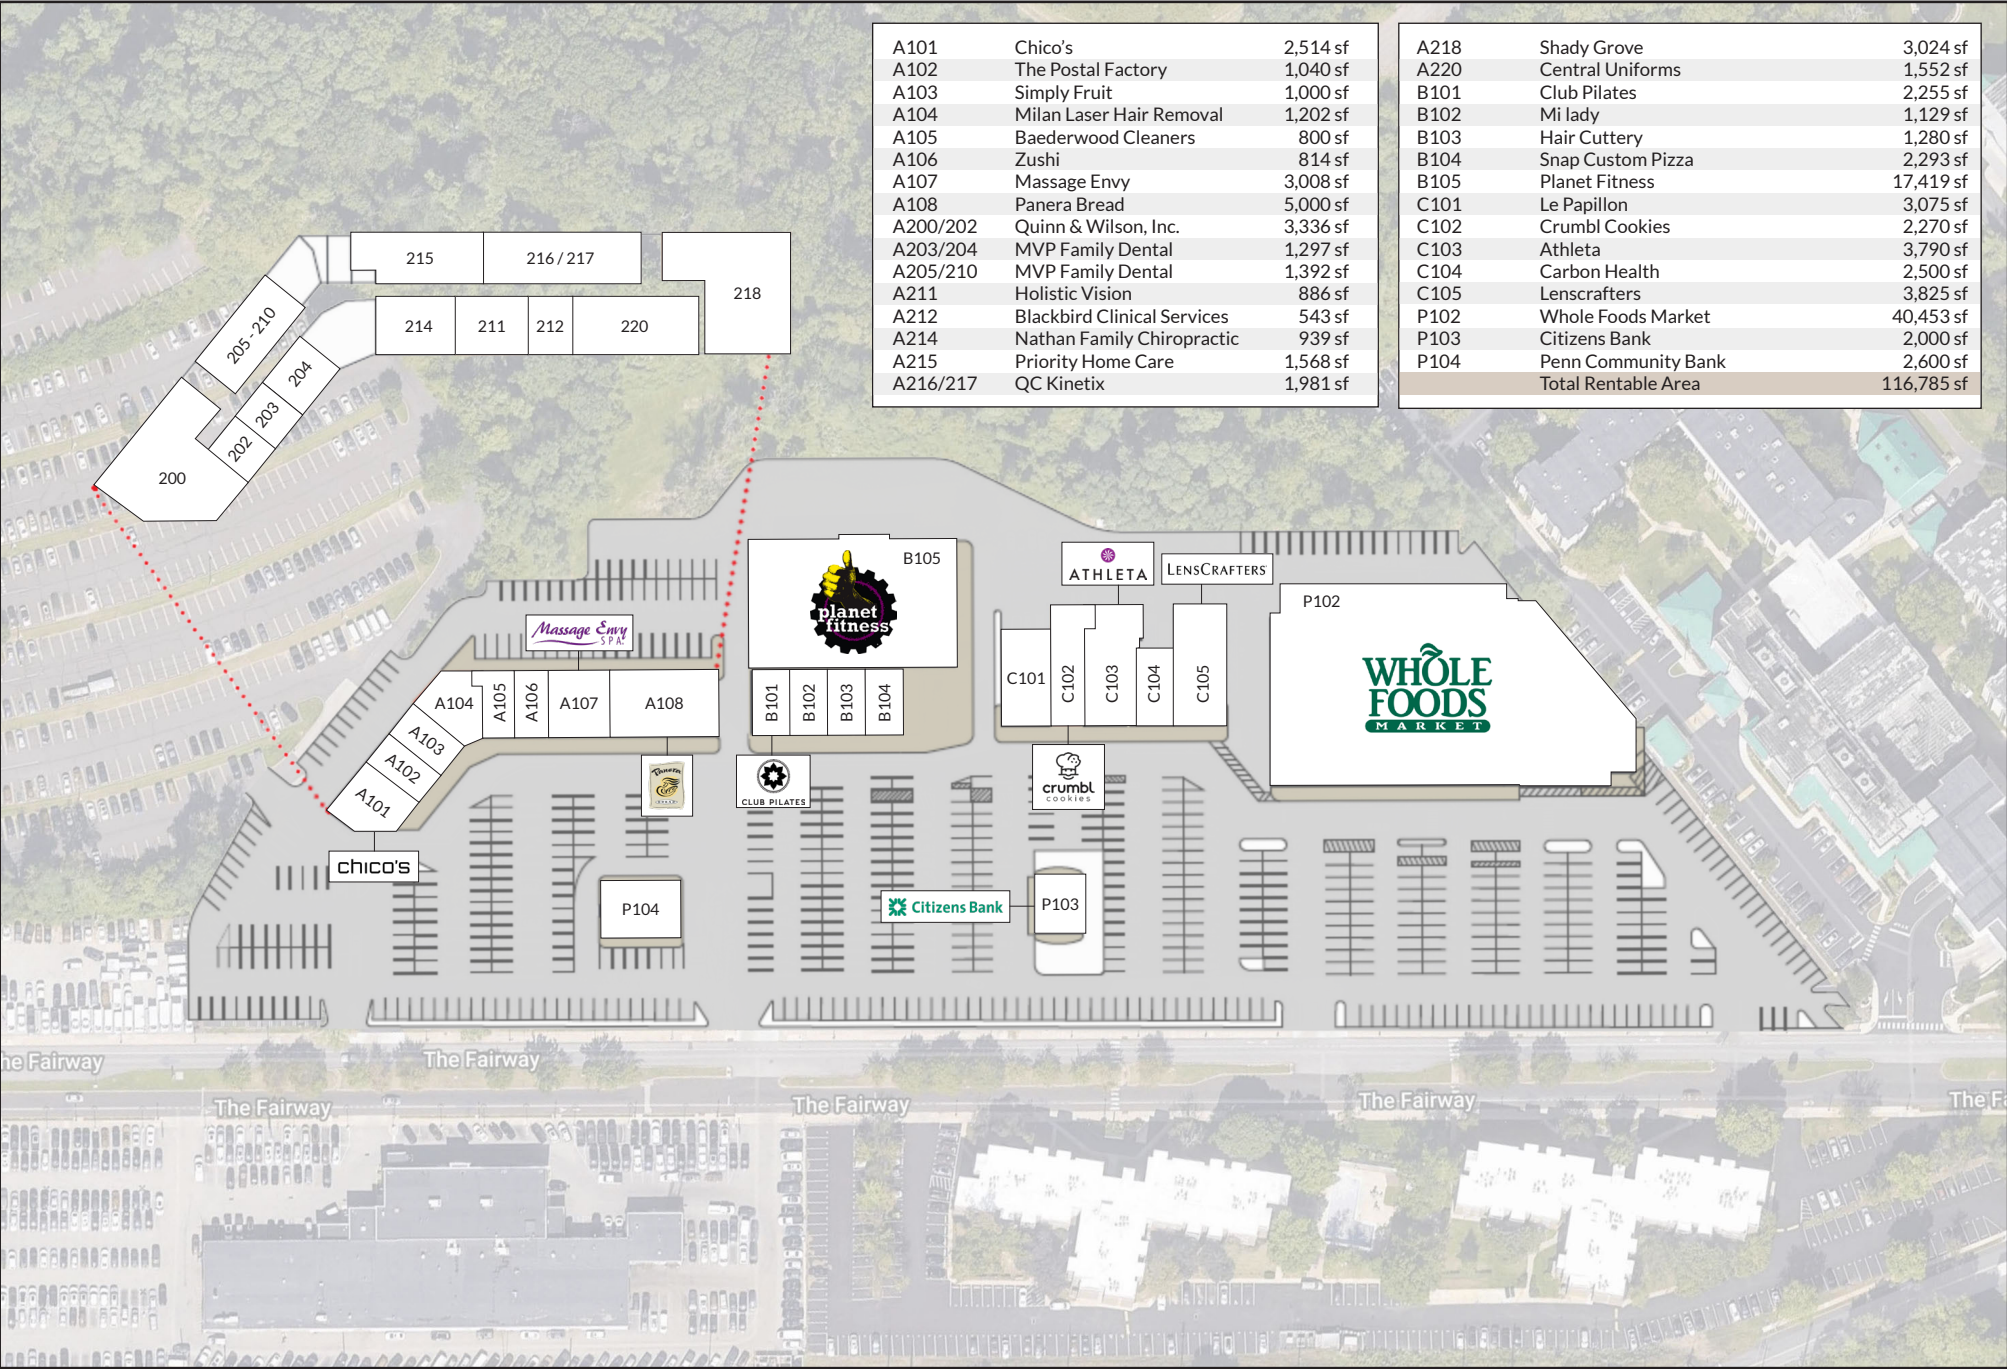 A101 Chico's 2,514 sf
A102 The Postal Factory 1,040 sf
A103 Simply Fruit 1,000 sf
A104 Milan Laser Hair Removal 1,202 sf
A105 Baederwood Cleaners 800 sf
A106 Zushi 814 sf
A107 Massage Envy 3,008 sf
A108 Panera Bread 5,000 sf
A200/202 Quinn & Wilson, Inc. 3,336 sf
A203/204 MVP Family Dental 1,297 sf
A205/210 MVP Family Dental 1,392 sf
A211 Holistic Vision 886 sf
A212 Blackbird Clinical Services 543 sf
A214 Nathan Family Chiropractic 939 sf
A215 Priority Home Care 1,568 sf
A216/217 QC Kinetix 1,981 sf
A218 Shady Grove 3,024 sf
A220 Central Uniforms 1,552 sf
B101 Club Pilates 2,255 sf
B102 Mi lady 1,129 sf
B103 Hair Cuttery 1,280 sf
B104 Snap Custom Pizza 2,293 sf
B105 Planet Fitness 17,419 sf
C101 Le Papillon 3,075 sf
C102 Crumbl Cookies 2,270 sf
C103 Athleta 3,790 sf
C104 Carbon Health 2,500 sf
C105 Lenscrafters 3,825 sf
P102 Whole Foods Market 40,453 sf
P103 Citizens Bank 2,000 sf
P104 Penn Community Bank 2,600 sf
Total Rentable Area 116,785 sf
215
216 / 217
218
214
211
212
220
205 - 210
204
203
202
200
B105
planet
fitness
ATHLETA
LENSCRAFTERS
P102
WHOLE
FOODS
MARKET
Massage Envy
SPA
A104
A105
A106
A107
A108
A103
A102
A101
B101
B102
B103
B104
C101
C102
C103
C104
C105
Panera
BREAD
CLUB PILATES
crumbl
cookies
chico's
P104
Citizens Bank
P103
he Fairway
The Fairway
The Fairway
The Fairway
The Fairway
The Fa